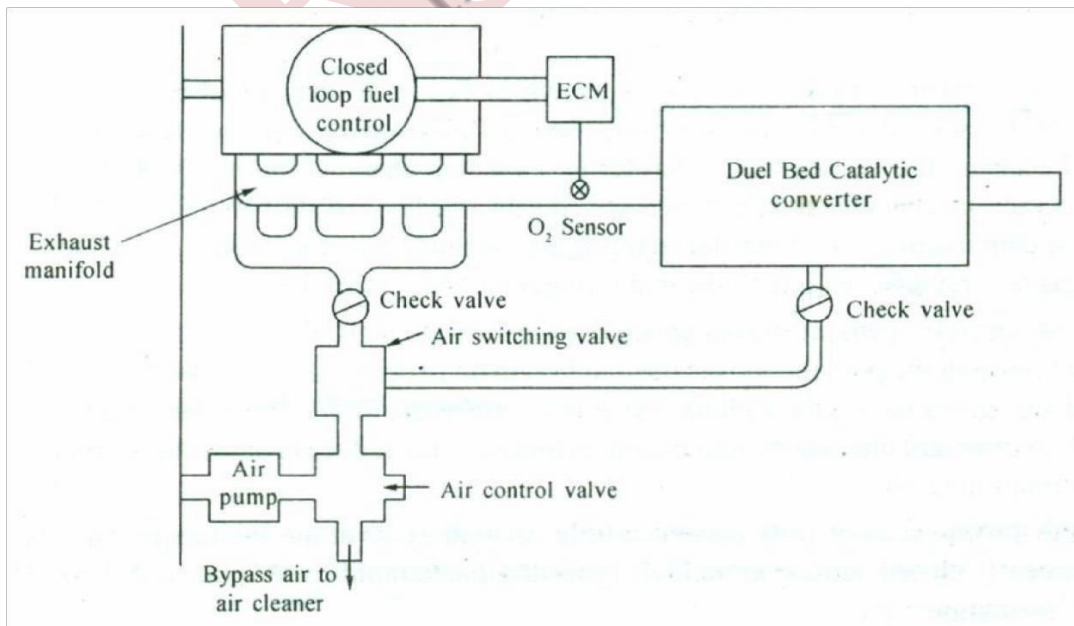 Closed
loop fuel
control
ECM
Duel Bed Catalytic
converter
O₂ Sensor
Exhaust
manifold
Check valve
Check valve
Air switching valve
Air
pump
Air control valve
Bypass air to
air cleaner